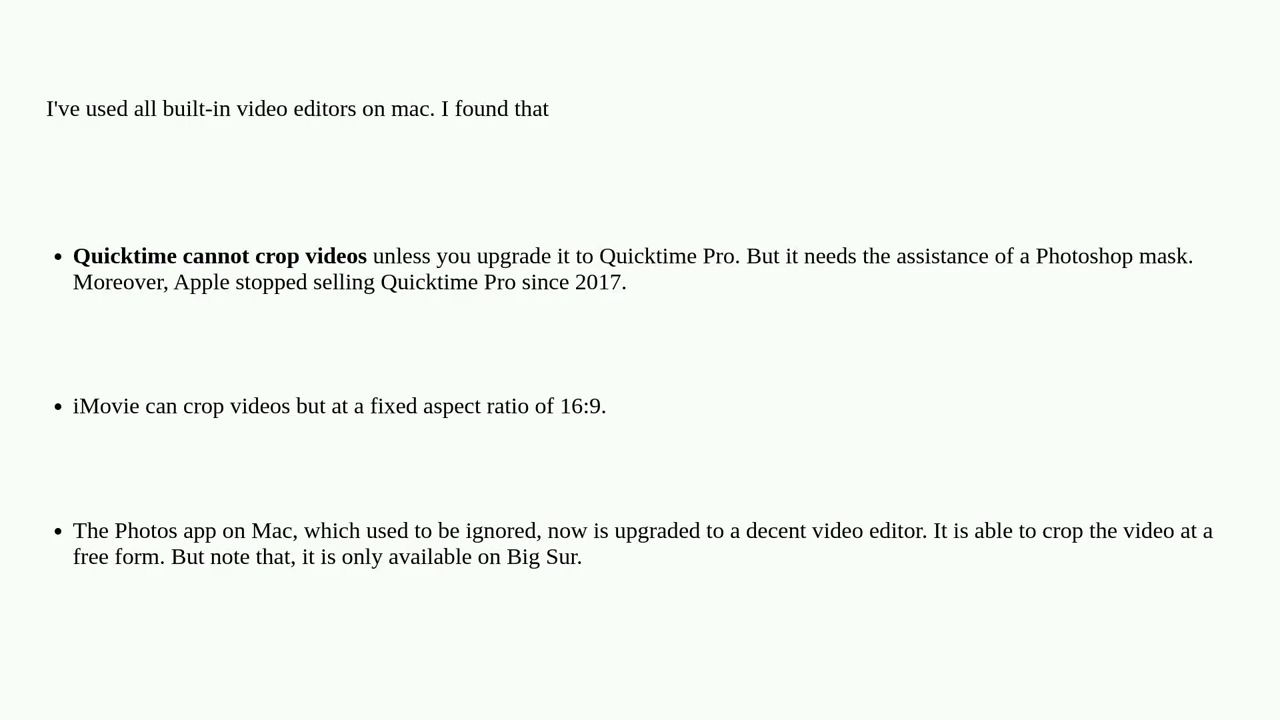 I've used all built-in video editors on mac. I found that
• Quicktime cannot crop videos unless you upgrade it to Quicktime Pro. But it needs the assistance of a Photoshop mask.
Moreover, Apple stopped selling Quicktime Pro since 2017.
• iMovie can crop videos but at a fixed aspect ratio of 16:9.
• The Photos app on Mac, which used to be ignored, now is upgraded to a decent video editor. It is able to crop the video at a
free form. But note that, it is only available on Big Sur.